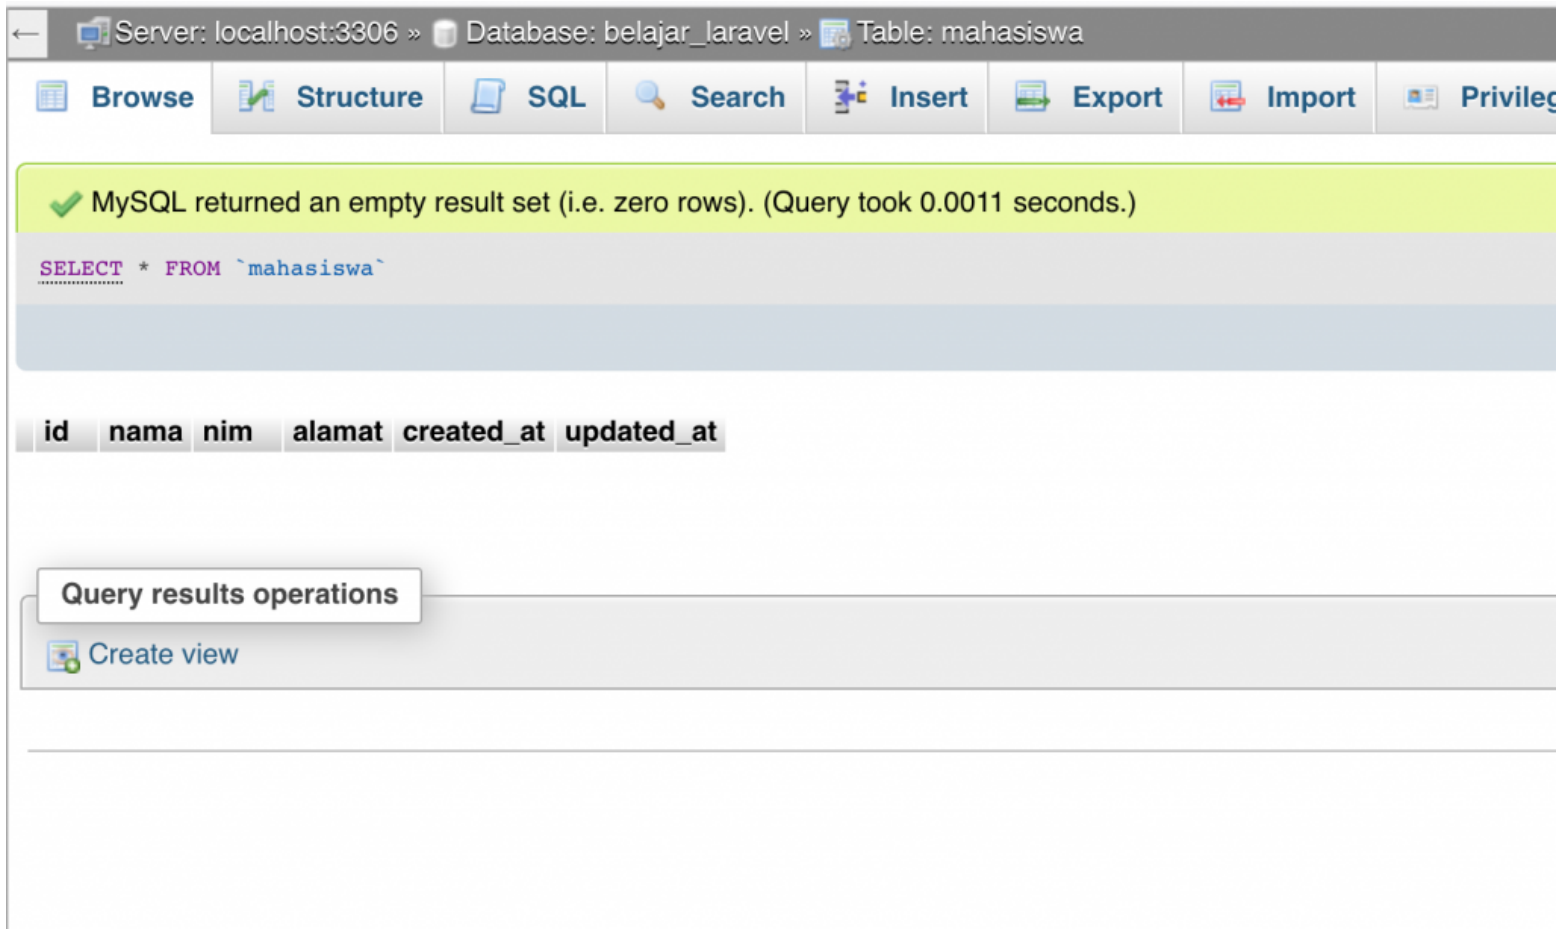 Server: localhost:3306 » Database: belajar_laravel » Table: mahasiswa
Browse Structure SQL Search Insert Export Import Privileg
MySQL returned an empty result set (i.e. zero rows). (Query took 0.0011 seconds.)
SELECT * FROM `mahasiswa`
id nama nim alamat created_at updated_at
Query results operations
Create view